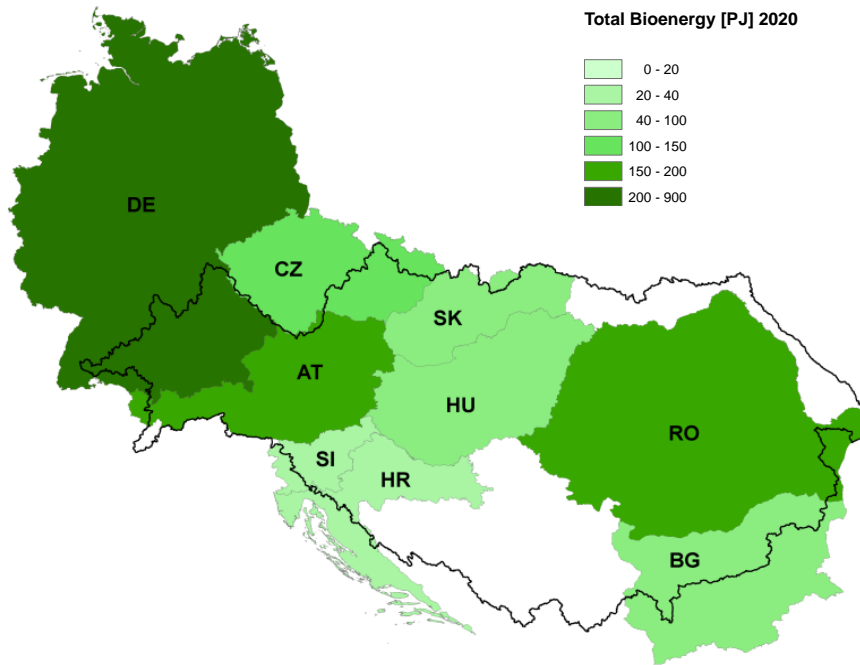 Total Bioenergy [PJ] 2020
0 - 20
20 - 40
40 - 100
100 - 150
150 - 200
200 - 900
DE
CZ
SK
AT
HU
RO
SI
HR
BG